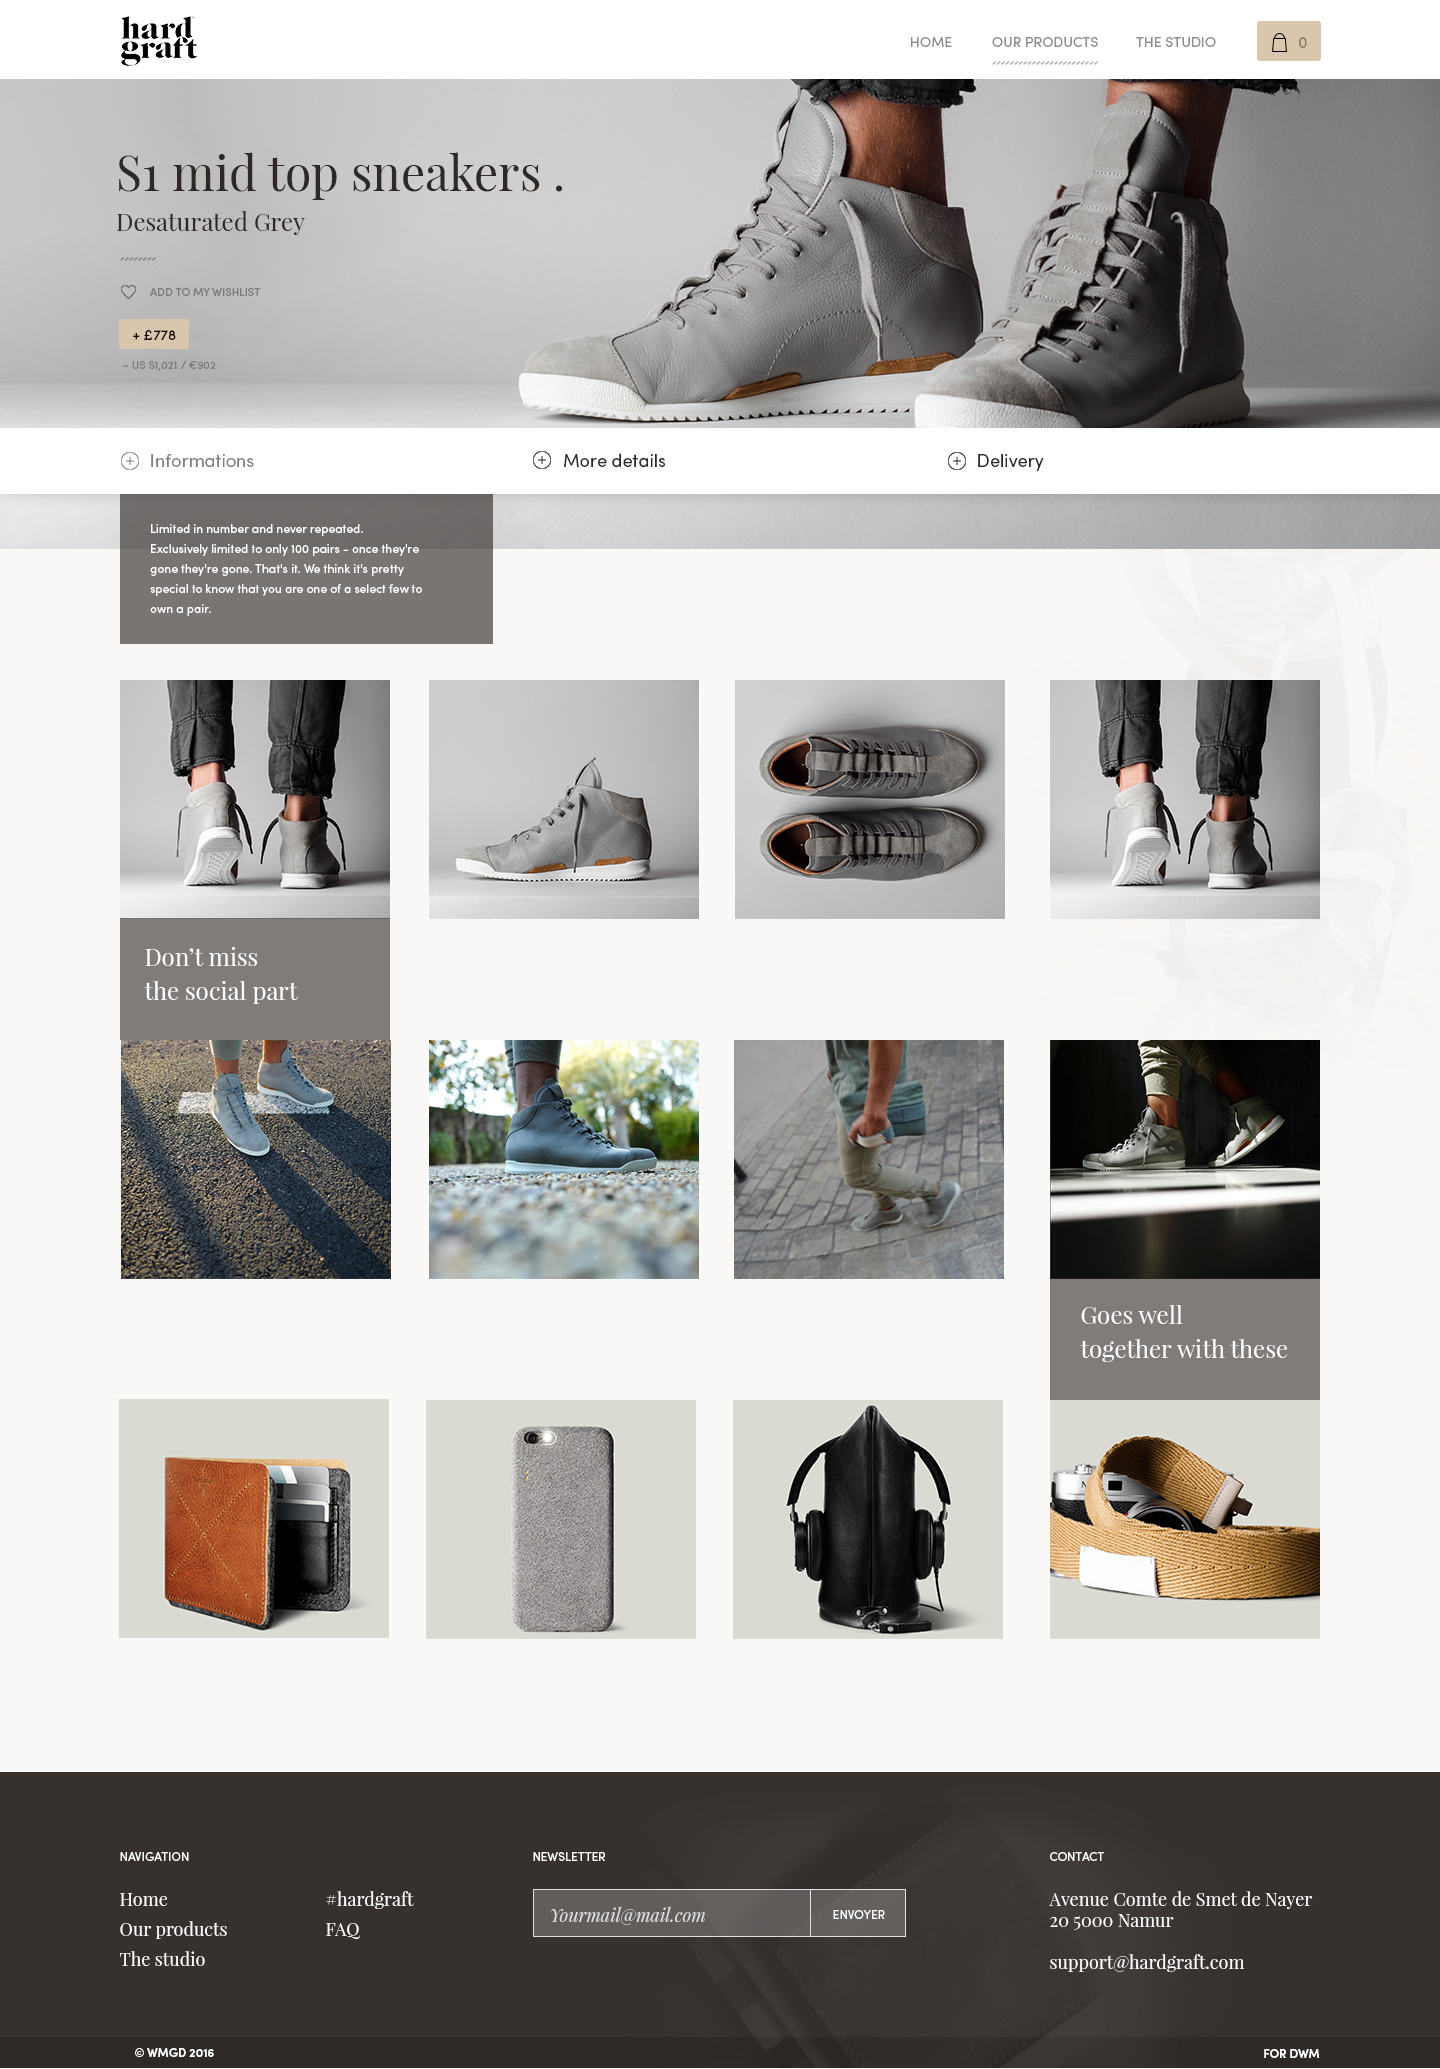 hard
graft
HOME
OUR PRODUCTS
THE STUDIO
0
S1 mid top sneakers .
Desaturated Grey
ADD TO MY WISHLIST
+ £778
~ US $1,021 / €902
Informations
More details
Delivery
Limited in number and never repeated.
Exclusively limited to only 100 pairs - once they're
gone they're gone. That's it. We think it's pretty
special to know that you are one of a select few to
own a pair.
Don’t miss
the social part
Goes well
together with these
NAVIGATION
Home
Our products
The studio
#hardgraft
FAQ
NEWSLETTER
Yourmail@mail.com
ENVOYER
CONTACT
Avenue Comte de Smet de Nayer
20 5000 Namur
support@hardgraft.com
© WMGD 2016
FOR DWM